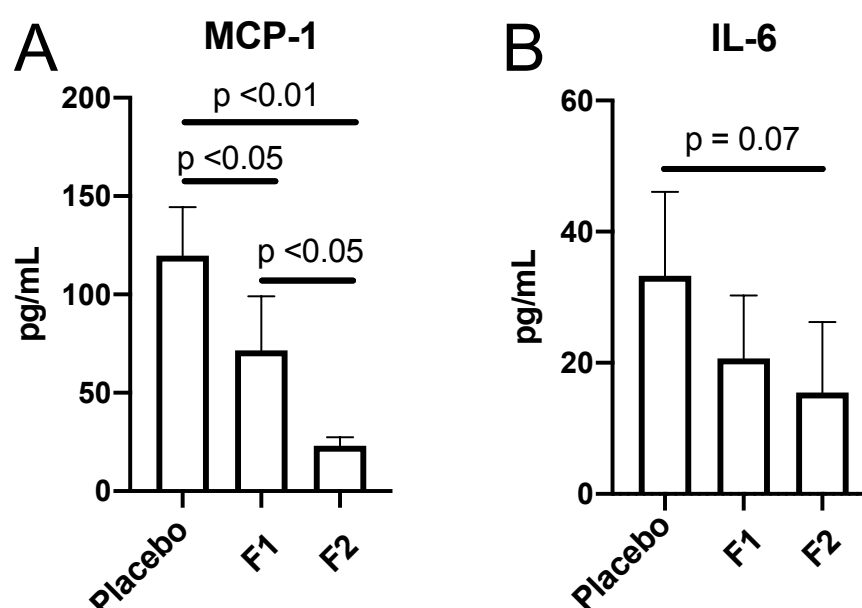 A
MCP-1
200
p <0.01
p <0.05
150
p <0.05
100
pg/mL
50
0
Placebo
F1
F2
B
IL-6
60
p = 0.07
40
pg/mL
20
0
Placebo
F1
F2